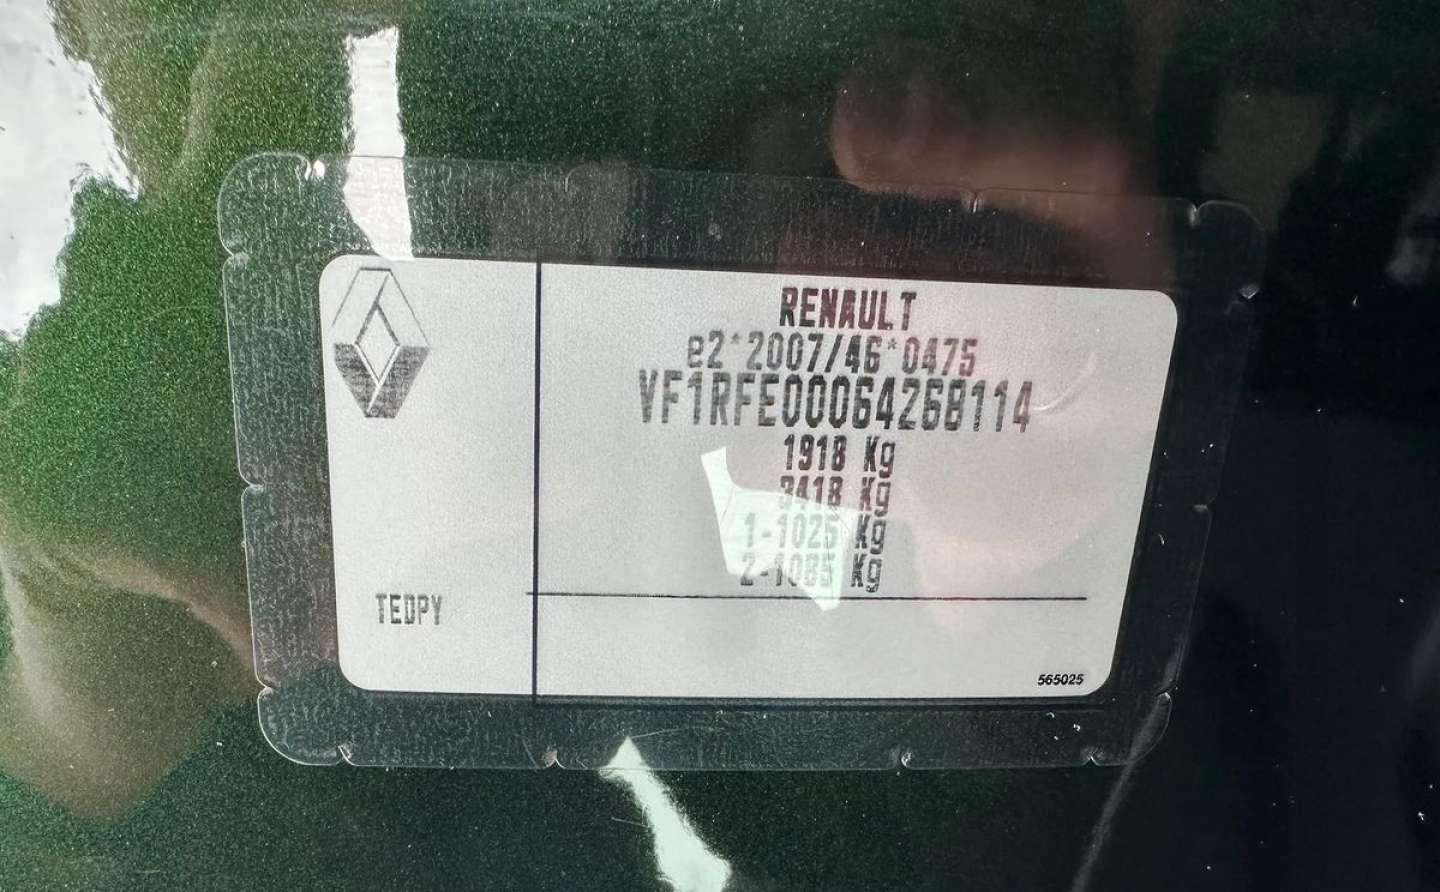 RENAULT
e2*2007/46*0475
VF1RFE00064268114
1918 Kg
3418 Kg
1-1025 Kg
2-1085 Kg
TEDPY
565025